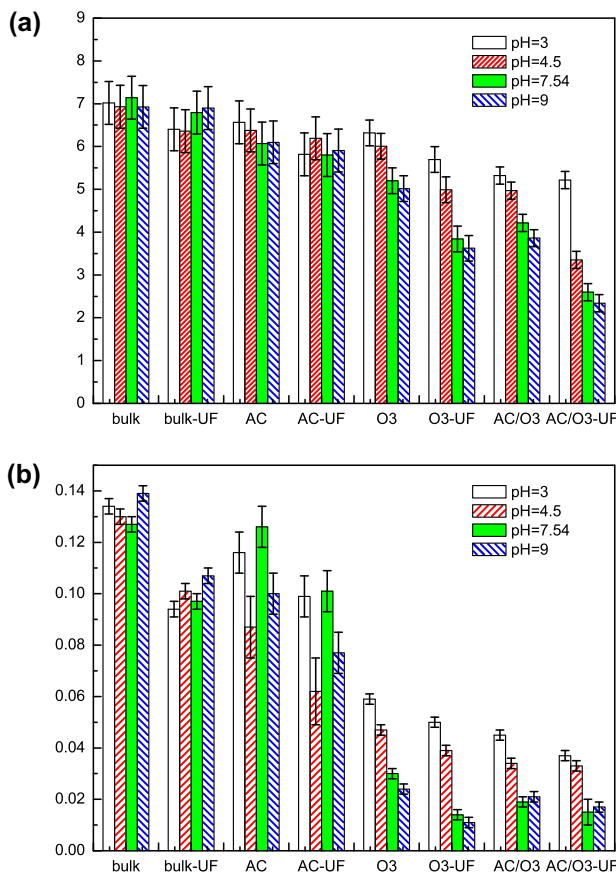 (a)
9
8
7
6
5
4
3
2
1
0
pH=3
pH=4.5
pH=7.54
pH=9
bulk bulk-UF AC AC-UF O3 O3-UF AC/O3 AC/O3-UF
(b)
0.14
0.12
0.10
0.08
0.06
0.04
0.02
0.00
pH=3
pH=4.5
pH=7.54
pH=9
bulk bulk-UF AC AC-UF O3 O3-UF AC/O3 AC/O3-UF